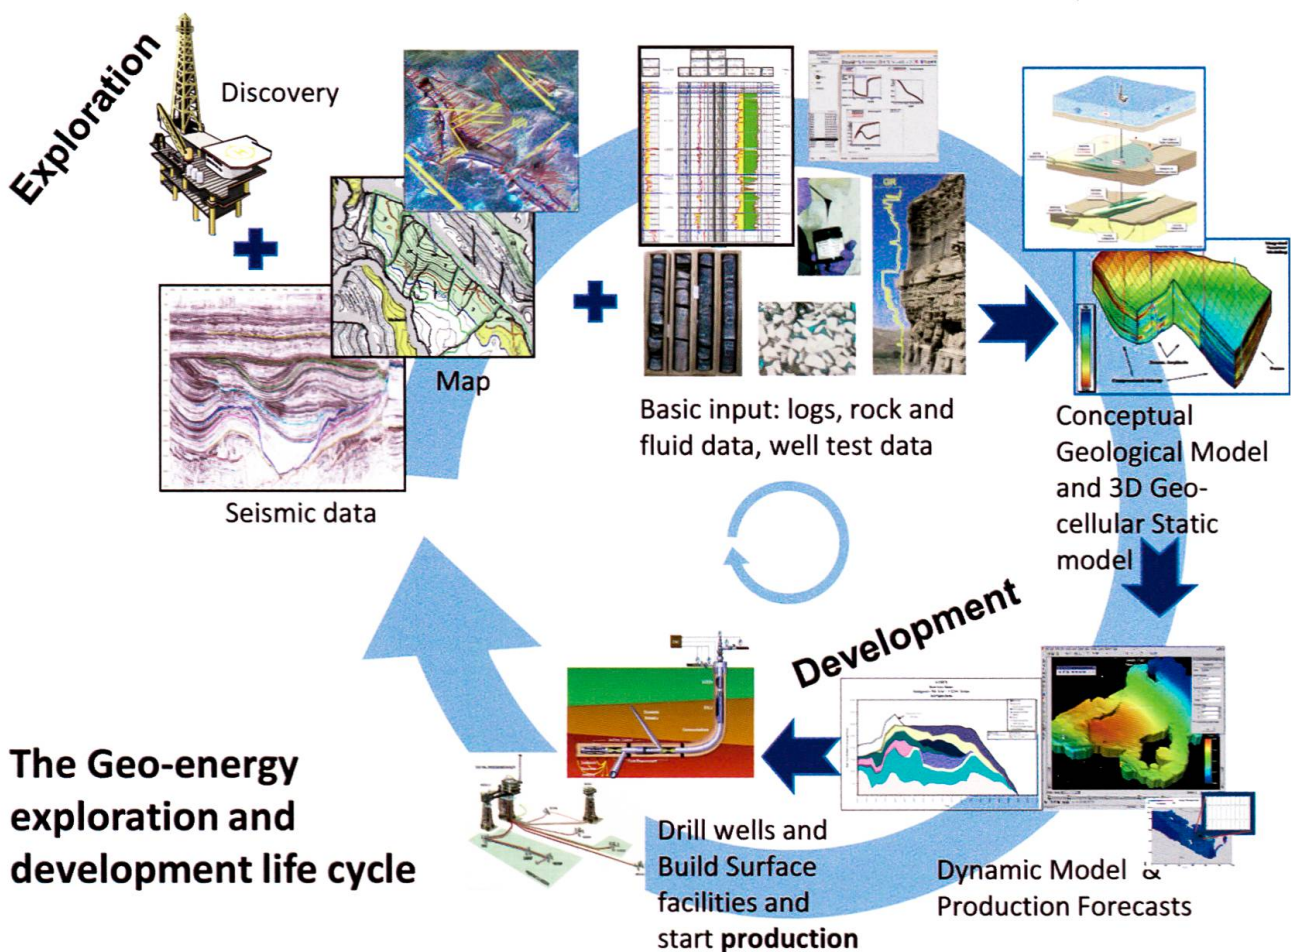 Exploration
Discovery
Map
Seismic data
GR
Basic input: logs, rock and
fluid data, well test data
Conceptual
Geological Model
and 3D Geo-
cellular Static
model
Development
Dynamic Model &
Production Forecasts
Drill wells and
Build Surface
facilities and
start production
The Geo-energy
exploration and
development life cycle